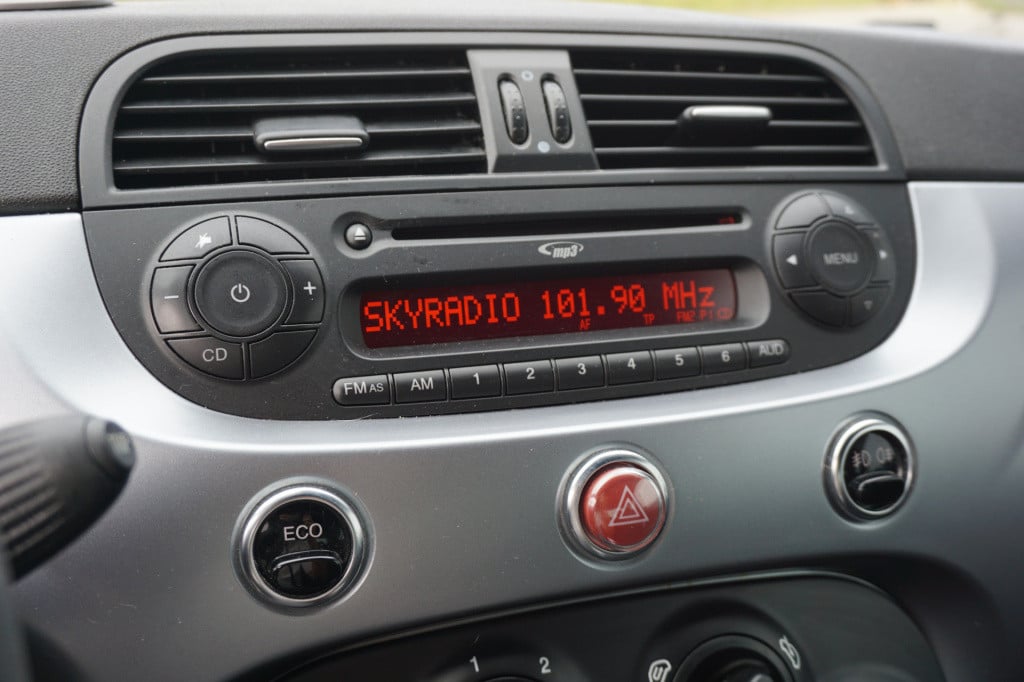 mp3
MENU
SKYRADIO 101.90 MHz
AF TP FM2 P1 CD
CD
FM AS AM 1 2 3 4 5 6 AUD
ECO
1 2